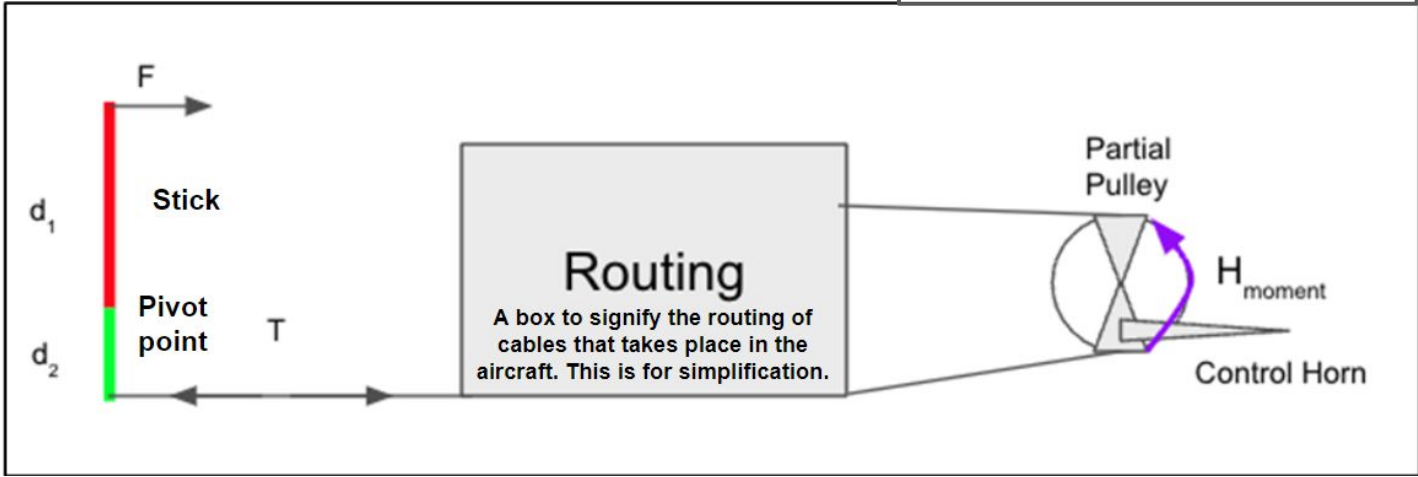 F
d1
Stick
Pivot
point
d2
T
Routing
A box to signify the routing of
cables that takes place in the
aircraft. This is for simplification.
Partial
Pulley
Hmoment
Control Horn